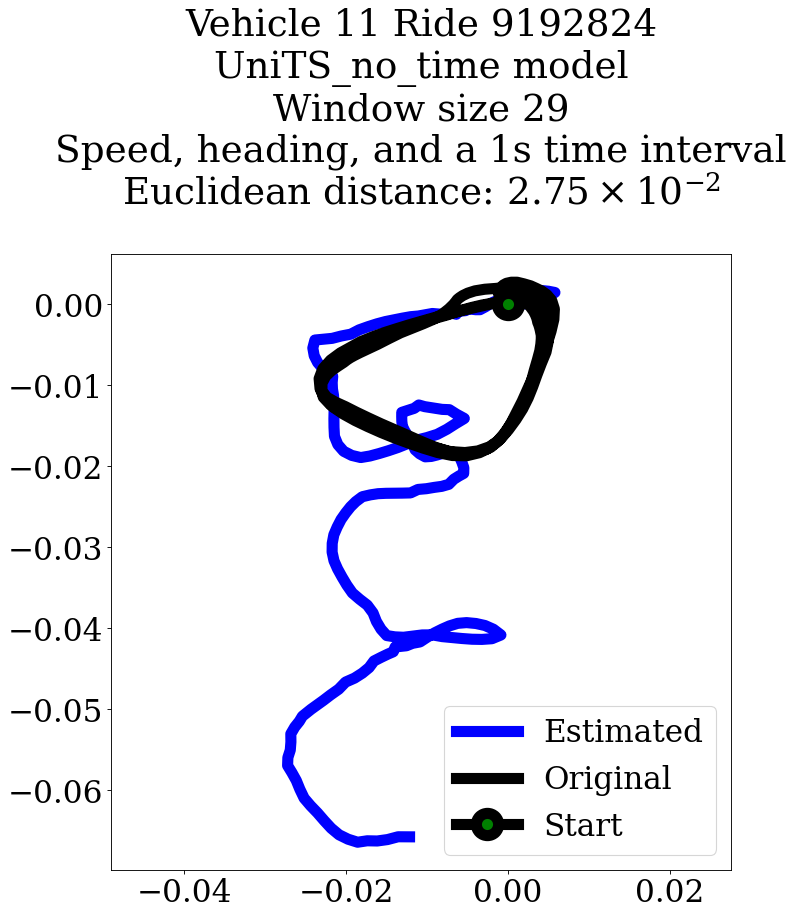 Vehicle 11 Ride 9192824
UniTS_no_time model
Window size 29
Speed, heading, and a 1s time interval
Euclidean distance: 2.75 × 10⁻²
0.00
−0.01
−0.02
−0.03
−0.04
−0.05
−0.06
Estimated
Original
Start
−0.04 −0.02 0.00 0.02